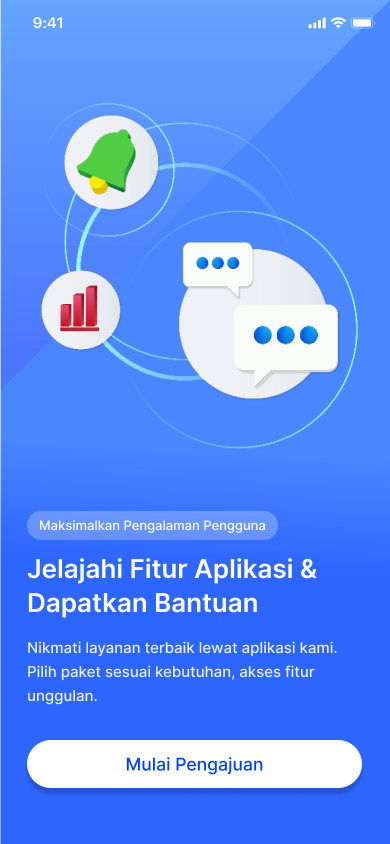 9:41
Maksimalkan Pengalaman Pengguna
Jelajahi Fitur Aplikasi &
Dapatkan Bantuan
Nikmati layanan terbaik lewat aplikasi kami.
Pilih paket sesuai kebutuhan, akses fitur
unggulan.
Mulai Pengajuan